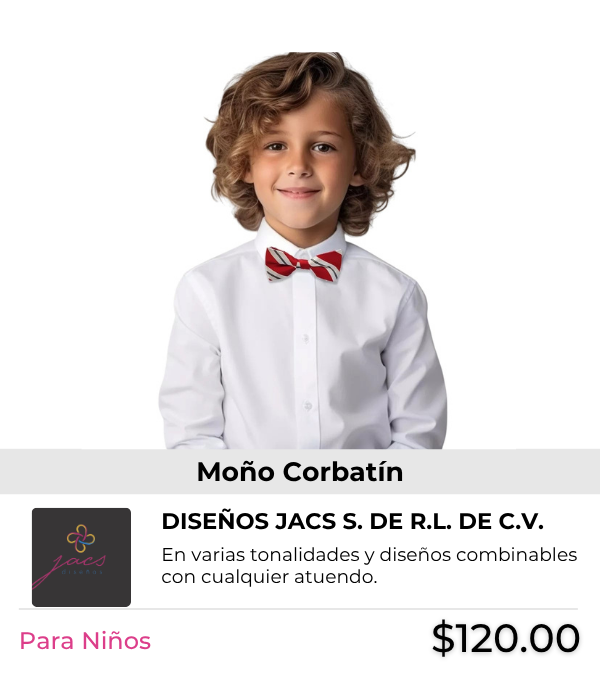 Moño Corbatín
DISEÑOS JACS S. DE R.L. DE C.V.
En varias tonalidades y diseños combinables
con cualquier atuendo.
jacs
DISEÑOS
Para Niños
$120.00